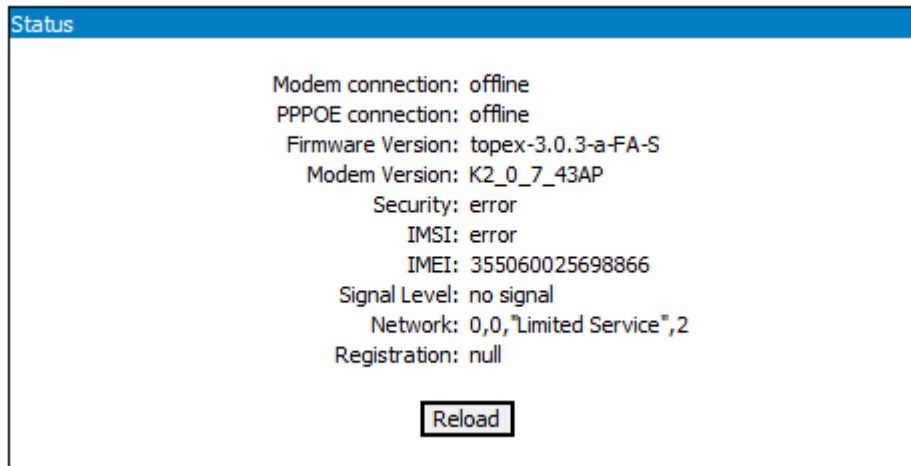 Status
Modem connection: offline
PPPOE connection: offline
Firmware Version: topex-3.0.3-a-FA-S
Modem Version: K2_0_7_43AP
Security: error
IMSI: error
IMEI: 355060025698866
Signal Level: no signal
Network: 0,0,"Limited Service",2
Registration: null
Reload